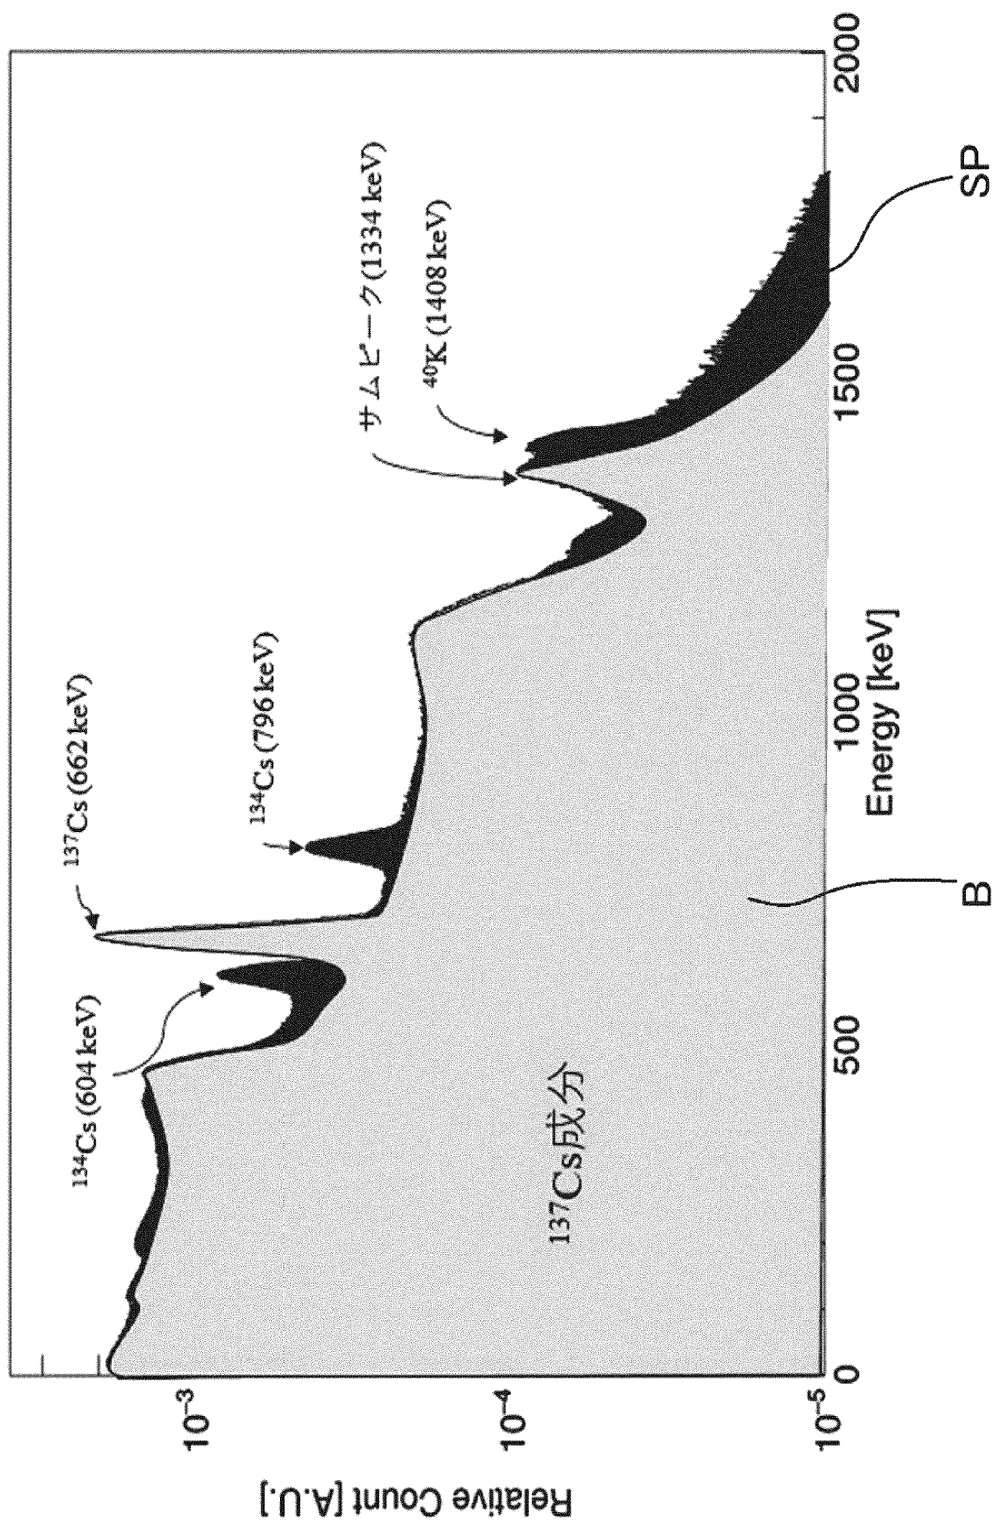 ¹³⁷Cs (662 keV)
¹³⁴Cs (604 keV)
¹³⁴Cs (796 keV)
サムピーク(1334 keV)
⁴⁰K (1408 keV)
¹³⁷Cs成分
Relative Count [A.U.]
10⁻³
10⁻⁴
10⁻⁵
0
500
1000
1500
2000
Energy [keV]
B
SP